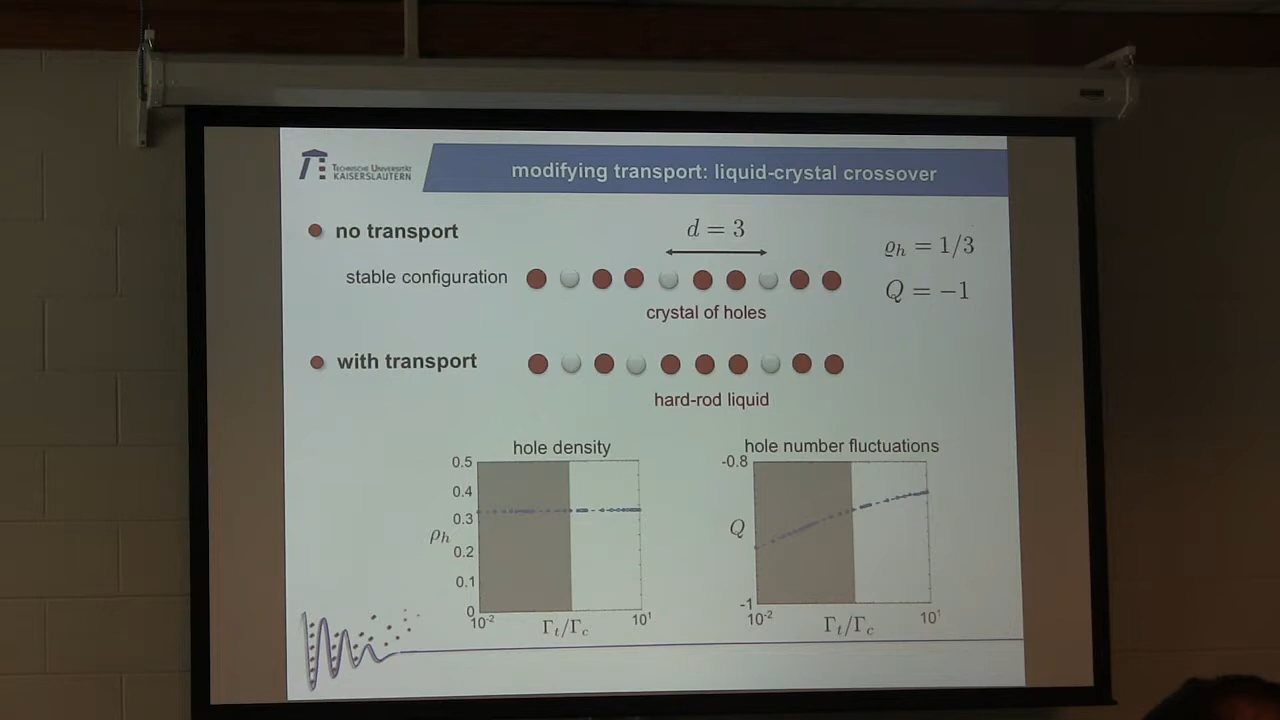 TECHNISCHE UNIVERSITÄT
KAISERSLAUTERN
modifying transport: liquid-crystal crossover
no transport
d = 3
ϱh = 1/3
stable configuration
Q = −1
crystal of holes
with transport
hard-rod liquid
hole density
0.5
0.4
0.3
0.2
0.1
0
ρh
10-2
Γt/Γc
10¹
hole number fluctuations
-0.8
Q
-1
10-2
Γt/Γc
10¹